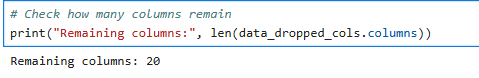 # Check how many columns remain
print("Remaining columns:", len(data_dropped_cols.columns))
Remaining columns: 20